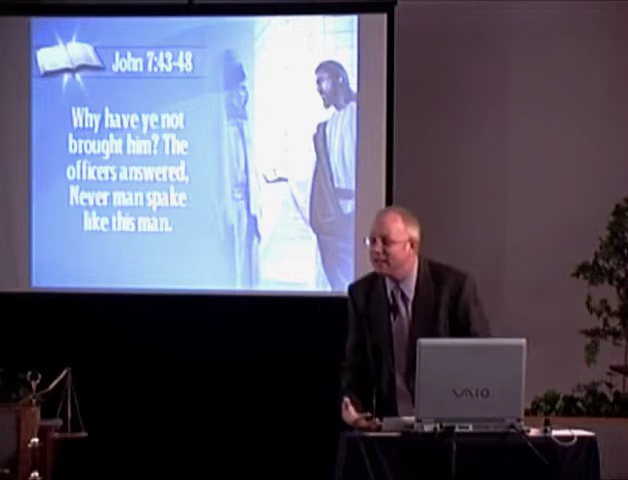 John 7:43-48
Why have ye not
brought him? The
officers answered,
Never man spake
like this man.
VAIO